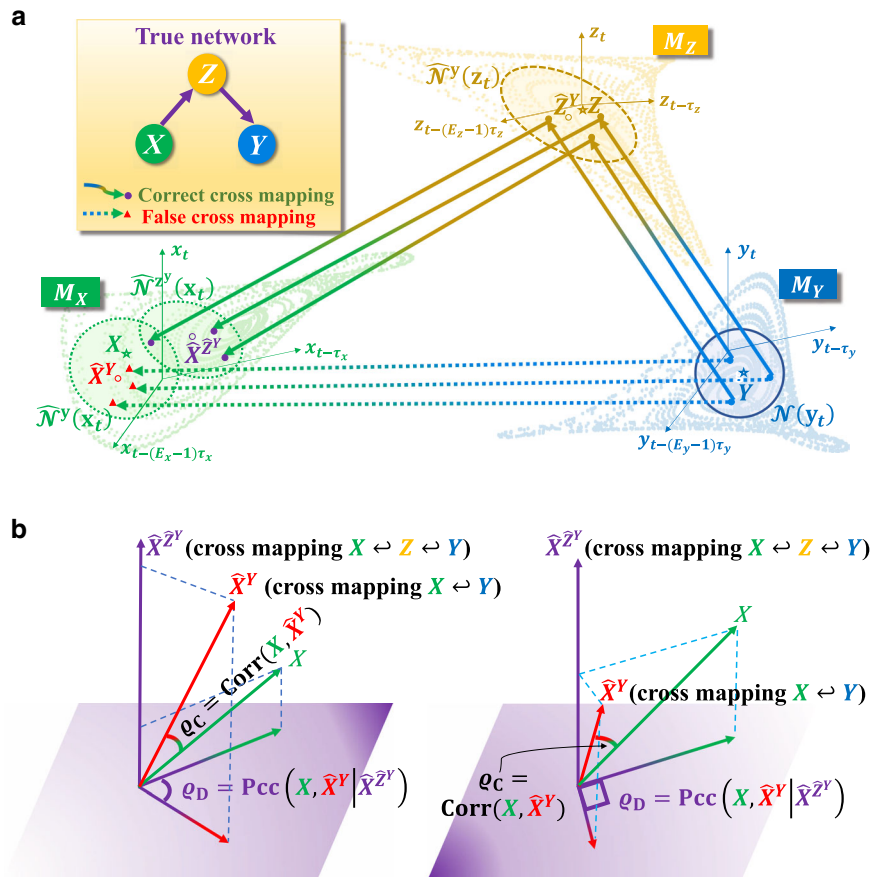 a
True network
Z
X
Y
Correct cross mapping
False cross mapping
M_Z
z_t
z_{t−τ_z}
z_{t−(E_z−1)τ_z}
𝒩̂^y(z_t)
Ẑ^Y
Z
M_X
x_t
x_{t−τ_x}
x_{t−(E_x−1)τ_x}
𝒩̂^{z^y}(x_t)
X
X̂^{Ẑ^Y}
X̂^Y
𝒩̂^y(x_t)
M_Y
y_t
y_{t−τ_y}
y_{t−(E_y−1)τ_y}
Y
𝒩(y_t)
b
X̂^{Ẑ^Y} (cross mapping X ↩ Z ↩ Y)
X̂^Y (cross mapping X ↩ Y)
ϱ_C = Corr(X, X̂^Y)
X
ϱ_D = Pcc(X, X̂^Y | X̂^{Ẑ^Y})
X̂^{Ẑ^Y} (cross mapping X ↩ Z ↩ Y)
X
X̂^Y (cross mapping X ↩ Y)
ϱ_C =
Corr(X, X̂^Y)
ϱ_D = Pcc(X, X̂^Y | X̂^{Ẑ^Y})